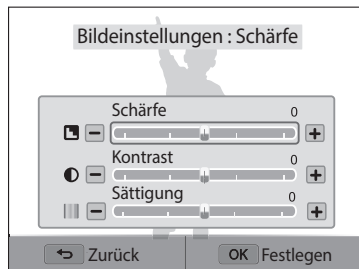 Bildeinstellungen : Schärfe
Schärfe 0
Kontrast 0
Sättigung 0
Zurück OK Festlegen